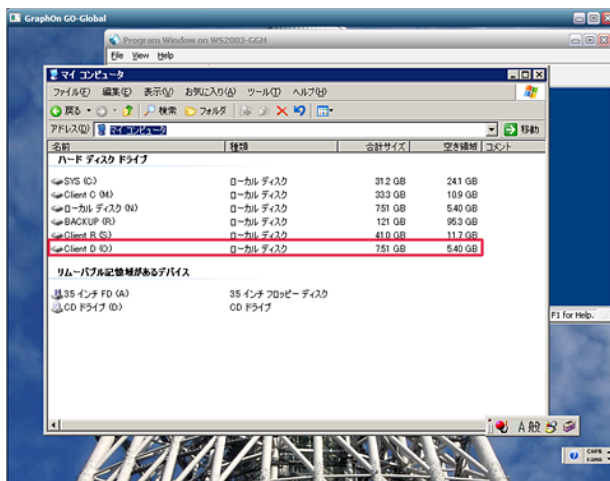 GraphOn GO-Global
Program Window on WS2003-GGH
File View Help
マイ コンピュータ
ファイル(F) 編集(E) 表示(V) お気に入り(A) ツール(T) ヘルプ(H)
戻る 検索 フォルダ
アドレス(D) マイ コンピュータ 移動
名前 種類 合計サイズ 空き領域 コメント
ハード ディスク ドライブ
SYS (C:) ローカル ディスク 31.2 GB 24.1 GB
Client C (M:) ローカル ディスク 33.3 GB 10.9 GB
ローカル ディスク (N:) ローカル ディスク 7.51 GB 5.40 GB
BACKUP (R:) ローカル ディスク 121 GB 95.3 GB
Client R (S:) ローカル ディスク 41.0 GB 11.7 GB
Client D (O:) ローカル ディスク 7.51 GB 5.40 GB
リムーバブル記憶域があるデバイス
3.5 インチ FD (A:) 3.5 インチ フロッピー ディスク
CD ドライブ (D:) CD ドライブ
F1 for Help.
A 般
CAPS
KANA